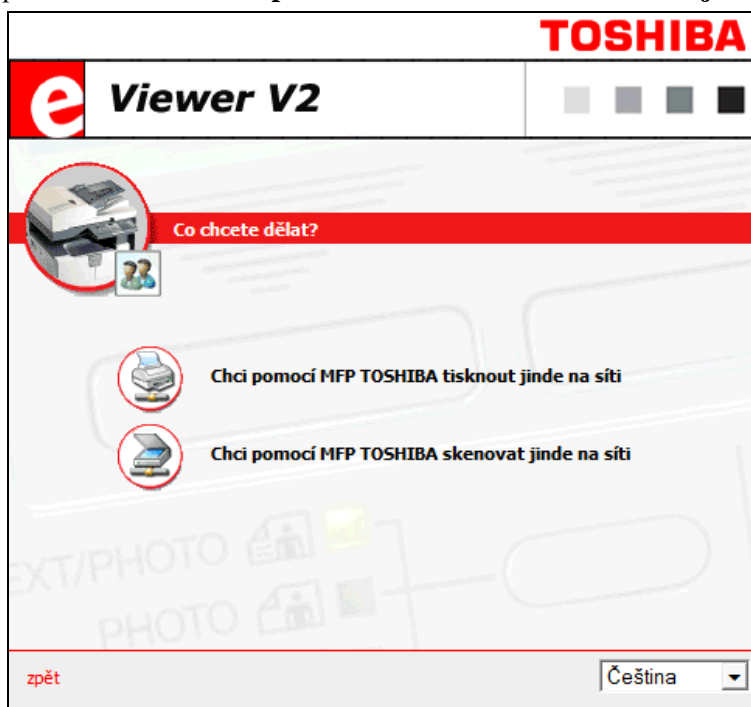 TOSHIBA
e Viewer V2
Co chcete dělat?
Chci pomocí MFP TOSHIBA tisknout jinde na síti
Chci pomocí MFP TOSHIBA skenovat jinde na síti
EXT/PHOTO
PHOTO
zpět
Čeština